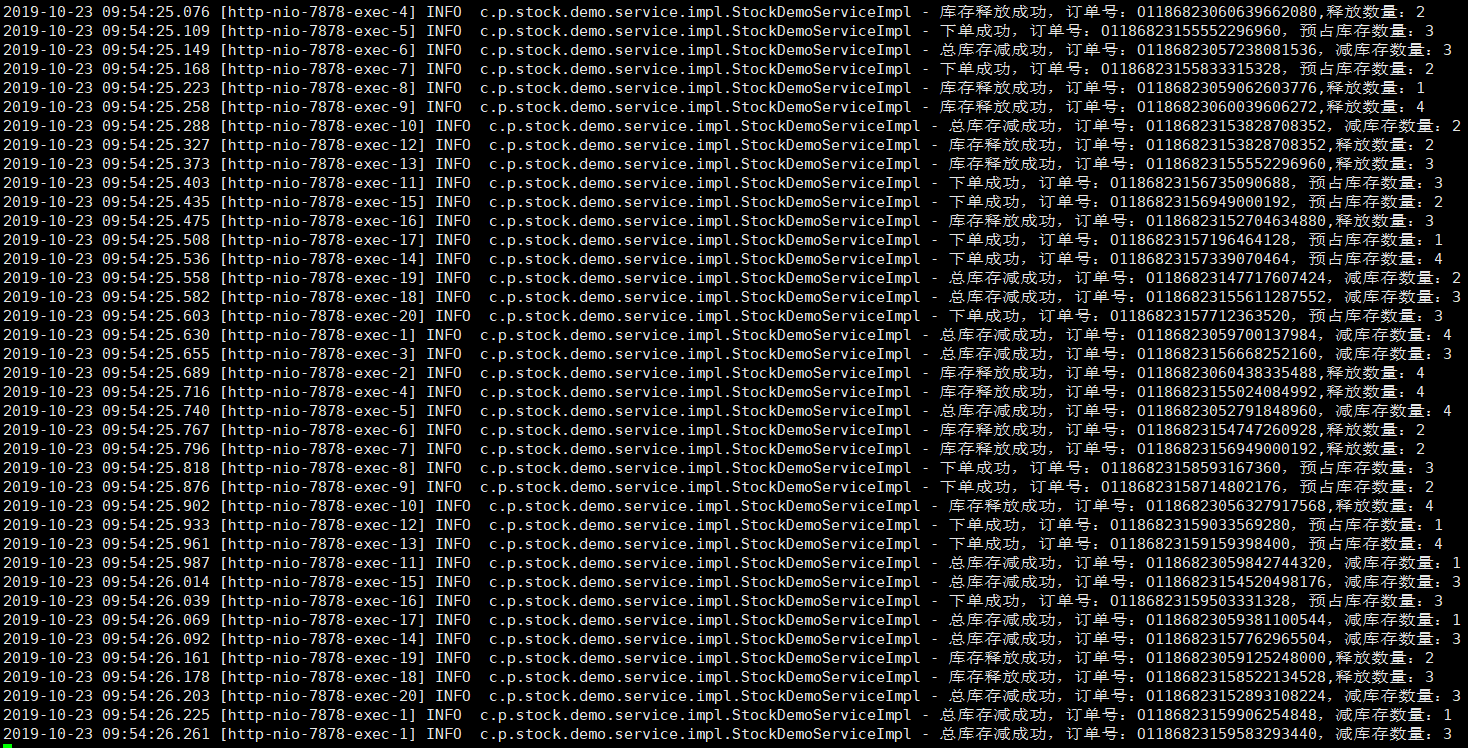 2019-10-23 09:54:25.076 [http-nio-7878-exec-4] INFO  c.p.stock.demo.service.impl.StockDemoServiceImpl - 库存释放成功，订单号：01186823060639662080,释放数量：2
2019-10-23 09:54:25.109 [http-nio-7878-exec-5] INFO  c.p.stock.demo.service.impl.StockDemoServiceImpl - 下单成功，订单号：01186823155552296960，预占库存数量：3
2019-10-23 09:54:25.149 [http-nio-7878-exec-6] INFO  c.p.stock.demo.service.impl.StockDemoServiceImpl - 总库存减成功，订单号：01186823057238081536，减库存数量：3
2019-10-23 09:54:25.168 [http-nio-7878-exec-7] INFO  c.p.stock.demo.service.impl.StockDemoServiceImpl - 下单成功，订单号：01186823155833315328，预占库存数量：2
2019-10-23 09:54:25.223 [http-nio-7878-exec-8] INFO  c.p.stock.demo.service.impl.StockDemoServiceImpl - 库存释放成功，订单号：01186823059062603776,释放数量：1
2019-10-23 09:54:25.258 [http-nio-7878-exec-9] INFO  c.p.stock.demo.service.impl.StockDemoServiceImpl - 库存释放成功，订单号：01186823060039606272,释放数量：4
2019-10-23 09:54:25.288 [http-nio-7878-exec-10] INFO  c.p.stock.demo.service.impl.StockDemoServiceImpl - 总库存减成功，订单号：01186823153828708352，减库存数量：2
2019-10-23 09:54:25.327 [http-nio-7878-exec-12] INFO  c.p.stock.demo.service.impl.StockDemoServiceImpl - 库存释放成功，订单号：01186823153828708352,释放数量：2
2019-10-23 09:54:25.373 [http-nio-7878-exec-13] INFO  c.p.stock.demo.service.impl.StockDemoServiceImpl - 库存释放成功，订单号：01186823155552296960,释放数量：3
2019-10-23 09:54:25.403 [http-nio-7878-exec-11] INFO  c.p.stock.demo.service.impl.StockDemoServiceImpl - 下单成功，订单号：01186823156735090688，预占库存数量：3
2019-10-23 09:54:25.435 [http-nio-7878-exec-15] INFO  c.p.stock.demo.service.impl.StockDemoServiceImpl - 下单成功，订单号：01186823156949000192，预占库存数量：2
2019-10-23 09:54:25.475 [http-nio-7878-exec-16] INFO  c.p.stock.demo.service.impl.StockDemoServiceImpl - 库存释放成功，订单号：01186823152704634880,释放数量：3
2019-10-23 09:54:25.508 [http-nio-7878-exec-17] INFO  c.p.stock.demo.service.impl.StockDemoServiceImpl - 下单成功，订单号：01186823157196464128，预占库存数量：1
2019-10-23 09:54:25.536 [http-nio-7878-exec-14] INFO  c.p.stock.demo.service.impl.StockDemoServiceImpl - 下单成功，订单号：01186823157339070464，预占库存数量：4
2019-10-23 09:54:25.558 [http-nio-7878-exec-19] INFO  c.p.stock.demo.service.impl.StockDemoServiceImpl - 总库存减成功，订单号：01186823147717607424，减库存数量：2
2019-10-23 09:54:25.582 [http-nio-7878-exec-18] INFO  c.p.stock.demo.service.impl.StockDemoServiceImpl - 总库存减成功，订单号：01186823155611287552，减库存数量：3
2019-10-23 09:54:25.603 [http-nio-7878-exec-20] INFO  c.p.stock.demo.service.impl.StockDemoServiceImpl - 下单成功，订单号：01186823157712363520，预占库存数量：3
2019-10-23 09:54:25.630 [http-nio-7878-exec-1] INFO  c.p.stock.demo.service.impl.StockDemoServiceImpl - 总库存减成功，订单号：01186823059700137984，减库存数量：4
2019-10-23 09:54:25.655 [http-nio-7878-exec-3] INFO  c.p.stock.demo.service.impl.StockDemoServiceImpl - 总库存减成功，订单号：01186823156668252160，减库存数量：3
2019-10-23 09:54:25.689 [http-nio-7878-exec-2] INFO  c.p.stock.demo.service.impl.StockDemoServiceImpl - 库存释放成功，订单号：01186823060438335488,释放数量：4
2019-10-23 09:54:25.716 [http-nio-7878-exec-4] INFO  c.p.stock.demo.service.impl.StockDemoServiceImpl - 库存释放成功，订单号：01186823155024084992,释放数量：4
2019-10-23 09:54:25.740 [http-nio-7878-exec-5] INFO  c.p.stock.demo.service.impl.StockDemoServiceImpl - 总库存减成功，订单号：01186823052791848960，减库存数量：4
2019-10-23 09:54:25.767 [http-nio-7878-exec-6] INFO  c.p.stock.demo.service.impl.StockDemoServiceImpl - 库存释放成功，订单号：01186823154747260928,释放数量：2
2019-10-23 09:54:25.796 [http-nio-7878-exec-7] INFO  c.p.stock.demo.service.impl.StockDemoServiceImpl - 库存释放成功，订单号：01186823156949000192,释放数量：2
2019-10-23 09:54:25.818 [http-nio-7878-exec-8] INFO  c.p.stock.demo.service.impl.StockDemoServiceImpl - 下单成功，订单号：01186823158593167360，预占库存数量：3
2019-10-23 09:54:25.876 [http-nio-7878-exec-9] INFO  c.p.stock.demo.service.impl.StockDemoServiceImpl - 下单成功，订单号：01186823158714802176，预占库存数量：2
2019-10-23 09:54:25.902 [http-nio-7878-exec-10] INFO  c.p.stock.demo.service.impl.StockDemoServiceImpl - 库存释放成功，订单号：01186823056327917568,释放数量：4
2019-10-23 09:54:25.933 [http-nio-7878-exec-12] INFO  c.p.stock.demo.service.impl.StockDemoServiceImpl - 下单成功，订单号：01186823159033569280，预占库存数量：1
2019-10-23 09:54:25.961 [http-nio-7878-exec-13] INFO  c.p.stock.demo.service.impl.StockDemoServiceImpl - 下单成功，订单号：01186823159159398400，预占库存数量：4
2019-10-23 09:54:25.987 [http-nio-7878-exec-11] INFO  c.p.stock.demo.service.impl.StockDemoServiceImpl - 总库存减成功，订单号：01186823059842744320，减库存数量：1
2019-10-23 09:54:26.014 [http-nio-7878-exec-15] INFO  c.p.stock.demo.service.impl.StockDemoServiceImpl - 总库存减成功，订单号：01186823154520498176，减库存数量：3
2019-10-23 09:54:26.039 [http-nio-7878-exec-16] INFO  c.p.stock.demo.service.impl.StockDemoServiceImpl - 下单成功，订单号：01186823159503331328，预占库存数量：3
2019-10-23 09:54:26.069 [http-nio-7878-exec-17] INFO  c.p.stock.demo.service.impl.StockDemoServiceImpl - 总库存减成功，订单号：01186823059381100544，减库存数量：1
2019-10-23 09:54:26.092 [http-nio-7878-exec-14] INFO  c.p.stock.demo.service.impl.StockDemoServiceImpl - 总库存减成功，订单号：01186823157762965504，减库存数量：3
2019-10-23 09:54:26.161 [http-nio-7878-exec-19] INFO  c.p.stock.demo.service.impl.StockDemoServiceImpl - 库存释放成功，订单号：01186823059125248000,释放数量：2
2019-10-23 09:54:26.178 [http-nio-7878-exec-18] INFO  c.p.stock.demo.service.impl.StockDemoServiceImpl - 库存释放成功，订单号：01186823158522134528,释放数量：3
2019-10-23 09:54:26.203 [http-nio-7878-exec-20] INFO  c.p.stock.demo.service.impl.StockDemoServiceImpl - 总库存减成功，订单号：01186823152893108224，减库存数量：3
2019-10-23 09:54:26.225 [http-nio-7878-exec-1] INFO  c.p.stock.demo.service.impl.StockDemoServiceImpl - 总库存减成功，订单号：01186823159906254848，减库存数量：1
2019-10-23 09:54:26.261 [http-nio-7878-exec-1] INFO  c.p.stock.demo.service.impl.StockDemoServiceImpl - 总库存减成功，订单号：01186823159583293440，减库存数量：3